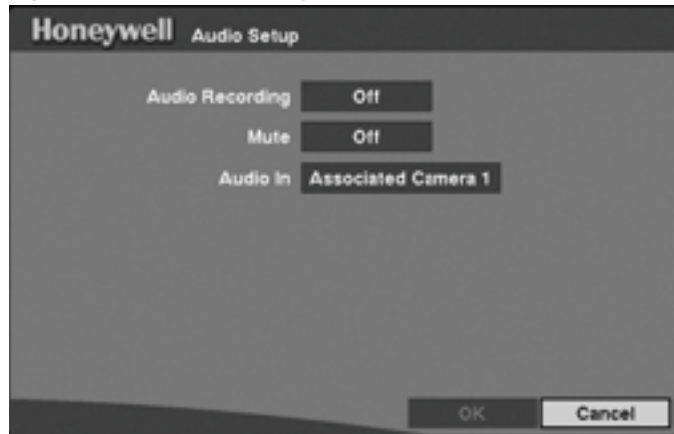 Honeywell Audio Setup
Audio Recording Off
Mute Off
Audio In Associated Camera 1
OK Cancel